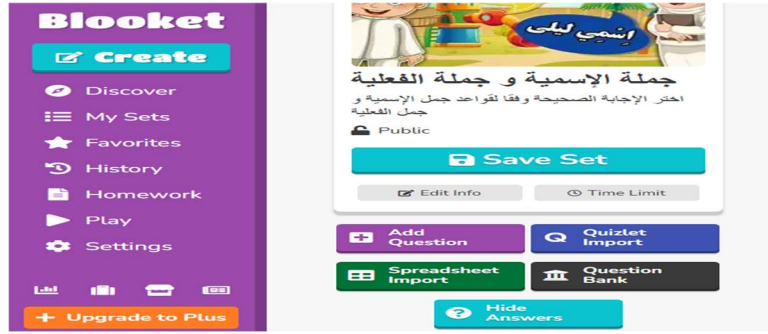 Blooket
Create
Discover
My Sets
Favorites
History
Homework
Play
Settings
Upgrade to Plus
إسْمِي ليلى
جملة الإسمية و جملة الفعلية
اختر الإجابة الصحيحة وفقا لقواعد جمل الإسمية و
جمل الفعلية
Public
Save Set
Edit Info
Time Limit
Add
Question
Quizlet
Import
Spreadsheet
Import
Question
Bank
Hide
Answers